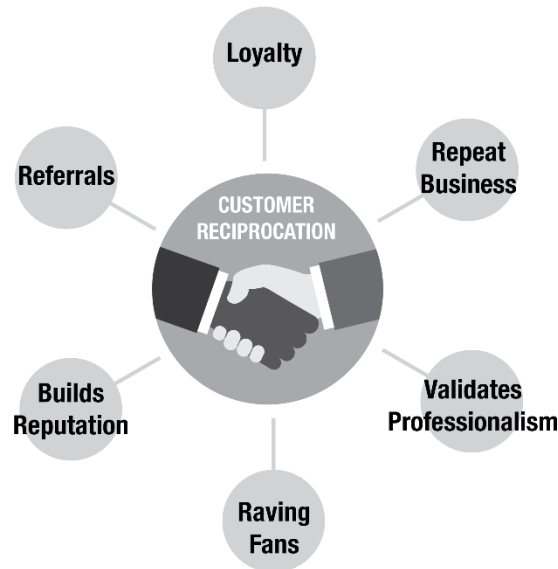 Loyalty
Repeat
Business
Referrals
CUSTOMER
RECIPROCATION
Validates
Professionalism
Builds
Reputation
Raving
Fans